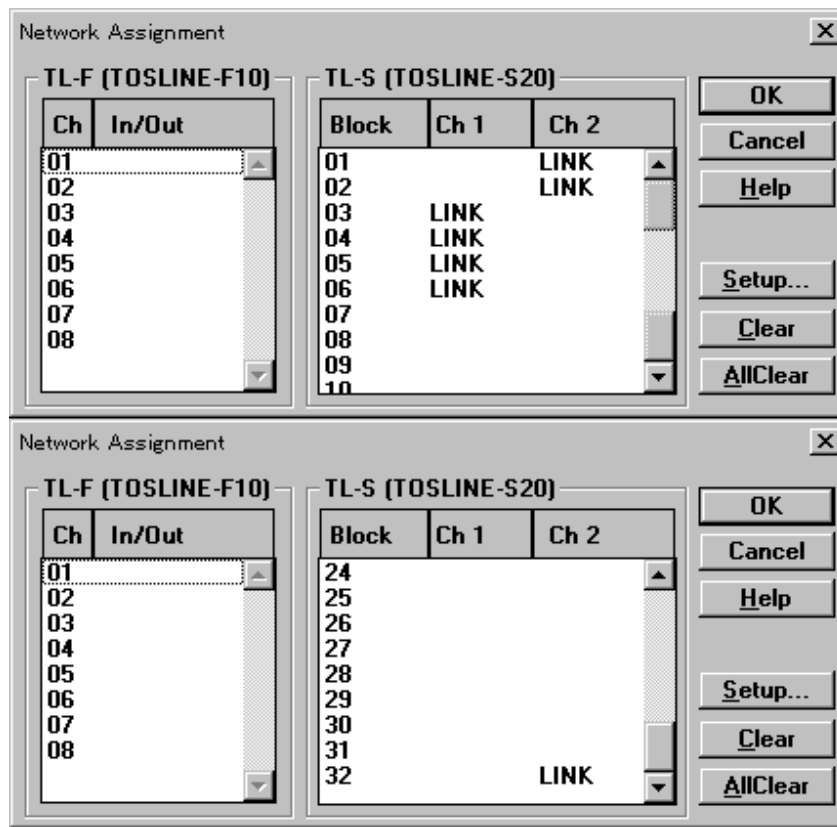 Network Assignment
TL-F (TOSLINE-F10)
Ch In/Out
01
02
03
04
05
06
07
08
TL-S (TOSLINE-S20)
Block Ch 1 Ch 2
01 LINK
02 LINK
03 LINK
04 LINK
05 LINK
06 LINK
07
08
09
10
OK
Cancel
Help
Setup...
Clear
AllClear
Network Assignment
TL-F (TOSLINE-F10)
Ch In/Out
01
02
03
04
05
06
07
08
TL-S (TOSLINE-S20)
Block Ch 1 Ch 2
24
25
26
27
28
29
30
31
32 LINK
OK
Cancel
Help
Setup...
Clear
AllClear